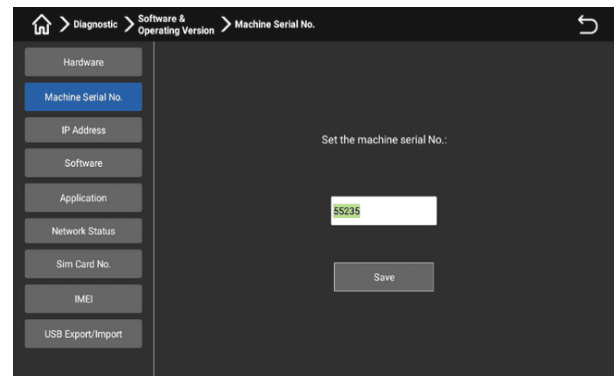 Diagnostic
Software &
Operating Version
Machine Serial No.
Hardware
Machine Serial No.
IP Address
Software
Application
Network Status
Sim Card No.
IMEI
USB Export/Import
Set the machine serial No.:
55235
Save